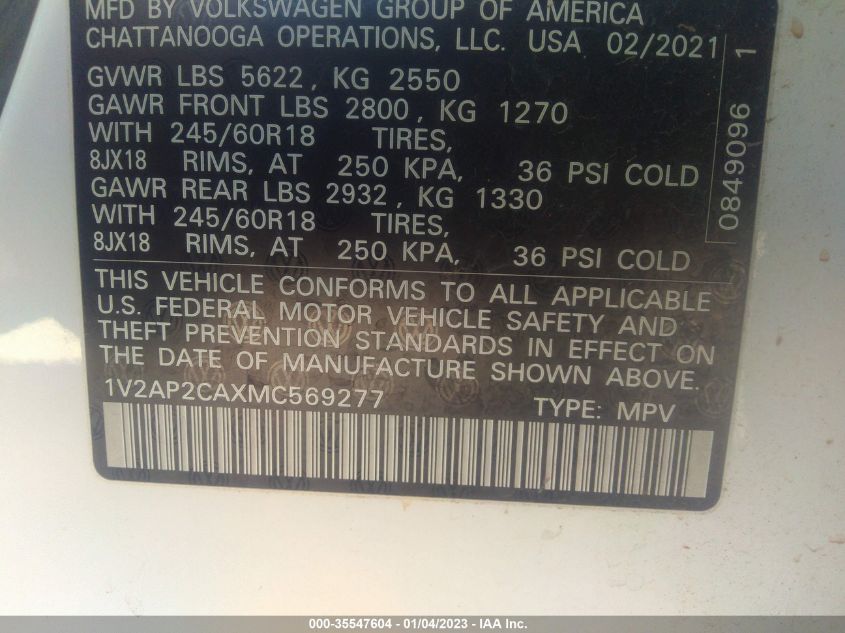 MFD BY VOLKSWAGEN GROUP OF AMERICA
CHATTANOOGA OPERATIONS, LLC. USA 02/2021
GVWR LBS 5622, KG 2550
GAWR FRONT LBS 2800, KG 1270
WITH 245/60R18 TIRES,
8JX18 RIMS, AT 250 KPA, 36 PSI COLD
GAWR REAR LBS 2932, KG 1330
WITH 245/60R18 TIRES,
8JX18 RIMS, AT 250 KPA, 36 PSI COLD
0849096 1
THIS VEHICLE CONFORMS TO ALL APPLICABLE
U.S. FEDERAL MOTOR VEHICLE SAFETY AND
THEFT PREVENTION STANDARDS IN EFFECT ON
THE DATE OF MANUFACTURE SHOWN ABOVE.
1V2AP2CAXMC569277 TYPE: MPV
000-35547604 - 01/04/2023 - IAA Inc.